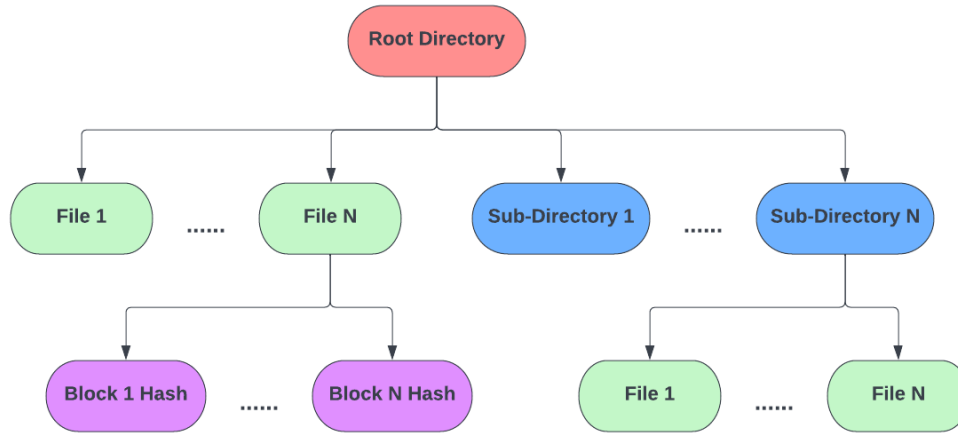 Root Directory
File 1
......
File N
Sub-Directory 1
......
Sub-Directory N
Block 1 Hash
......
Block N Hash
File 1
......
File N